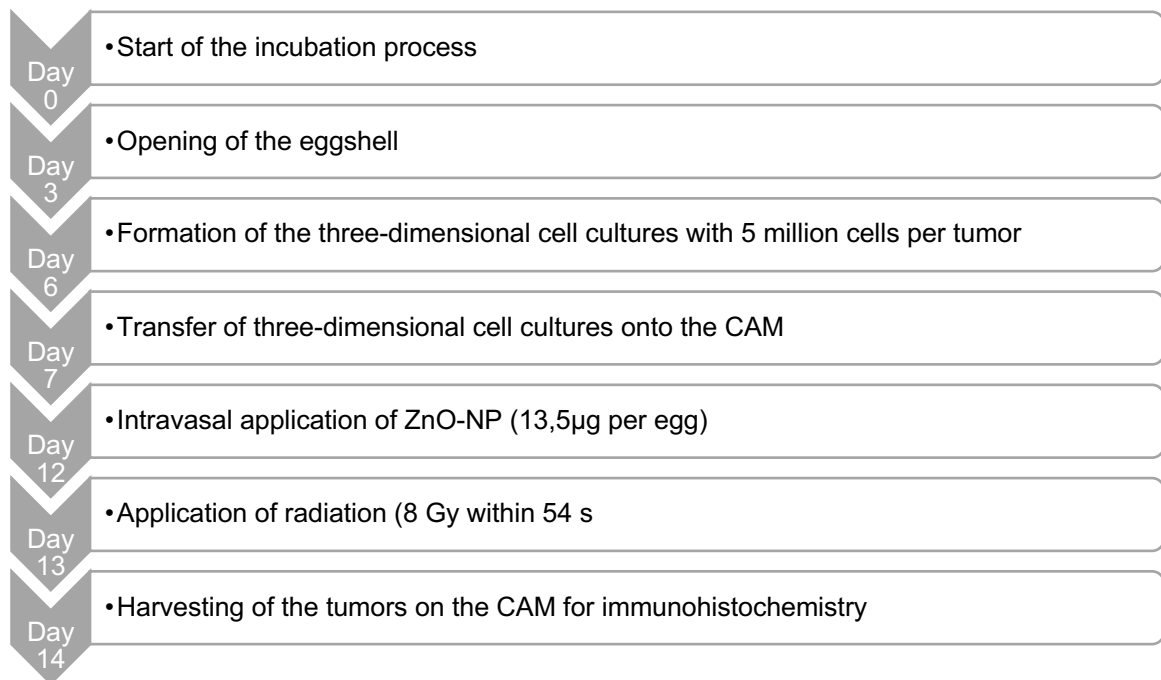 Day
0
•Start of the incubation process
Day
3
•Opening of the eggshell
Day
6
•Formation of the three-dimensional cell cultures with 5 million cells per tumor
Day
7
•Transfer of three-dimensional cell cultures onto the CAM
Day
12
•Intravasal application of ZnO-NP (13,5µg per egg)
Day
13
•Application of radiation (8 Gy within 54 s
Day
14
•Harvesting of the tumors on the CAM for immunohistochemistry